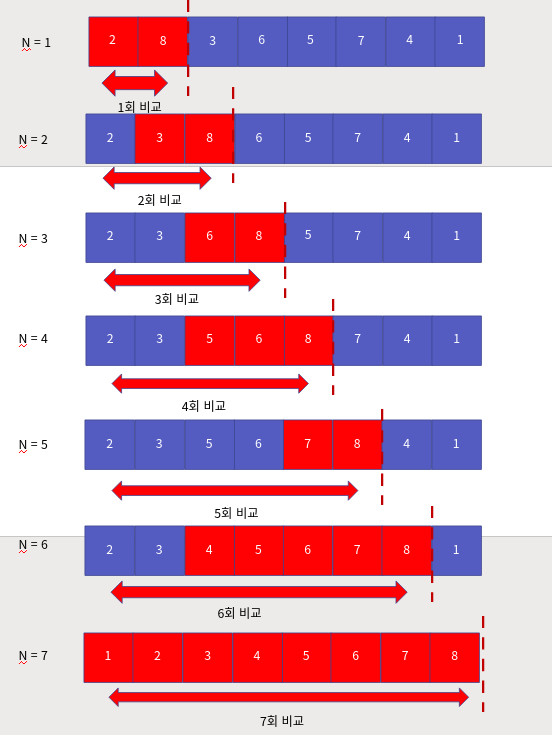 N = 1 2 8 3 6 5 7 4 1
1회 비교
N = 2 2 3 8 6 5 7 4 1
2회 비교
N = 3 2 3 6 8 5 7 4 1
3회 비교
N = 4 2 3 5 6 8 7 4 1
4회 비교
N = 5 2 3 5 6 7 8 4 1
5회 비교
N = 6 2 3 4 5 6 7 8 1
6회 비교
N = 7 1 2 3 4 5 6 7 8
7회 비교